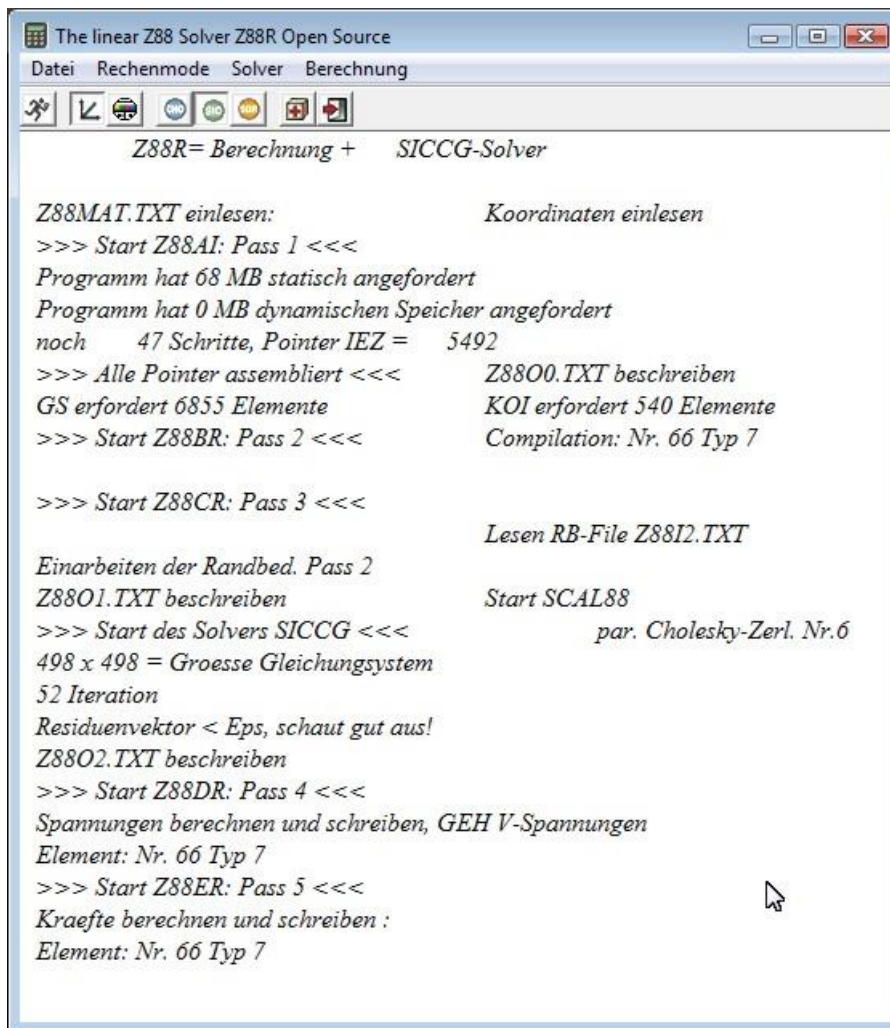 The linear Z88 Solver Z88R Open Source
Datei Rechenmode Solver Berechnung
CHO SIC SOR
Z88R= Berechnung + SICCG-Solver
Z88MAT.TXT einlesen: Koordinaten einlesen
>>> Start Z88AI: Pass 1 <<<
Programm hat 68 MB statisch angefordert
Programm hat 0 MB dynamischen Speicher angefordert
noch 47 Schritte, Pointer IEZ = 5492
>>> Alle Pointer assembliert <<< Z88O0.TXT beschreiben
GS erfordert 6855 Elemente KOI erfordert 540 Elemente
>>> Start Z88BR: Pass 2 <<< Compilation: Nr. 66 Typ 7
>>> Start Z88CR: Pass 3 <<<
Lesen RB-File Z88I2.TXT
Einarbeiten der Randbed. Pass 2
Z88O1.TXT beschreiben Start SCAL88
>>> Start des Solvers SICCG <<< par. Cholesky-Zerl. Nr.6
498 x 498 = Groesse Gleichungsystem
52 Iteration
Residuenvektor < Eps, schaut gut aus!
Z88O2.TXT beschreiben
>>> Start Z88DR: Pass 4 <<<
Spannungen berechnen und schreiben, GEH V-Spannungen
Element: Nr. 66 Typ 7
>>> Start Z88ER: Pass 5 <<<
Kraefte berechnen und schreiben :
Element: Nr. 66 Typ 7